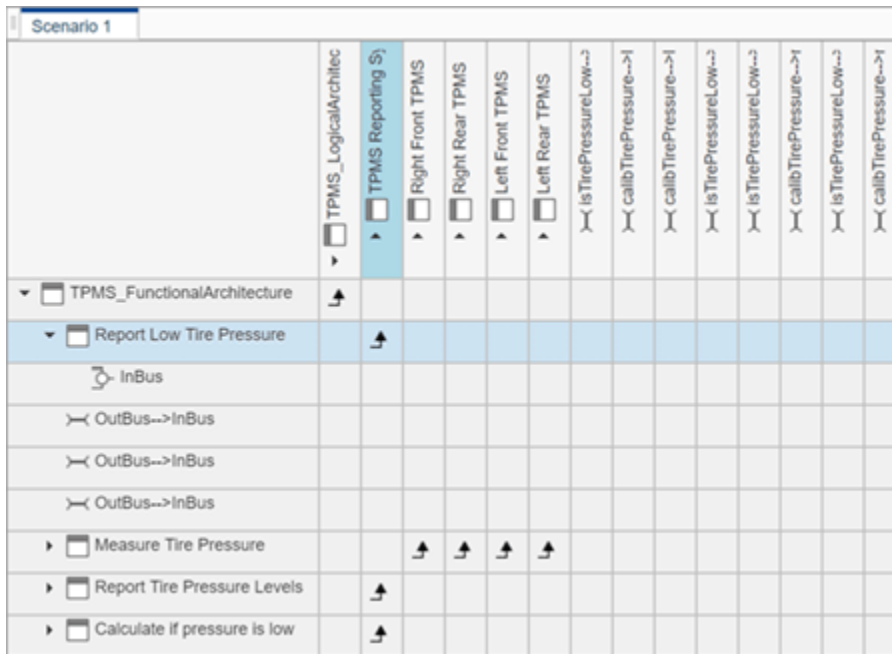 Scenario 1
TPMS_LogicalArchitec
TPMS Reporting Sy
Right Front TPMS
Right Rear TPMS
Left Front TPMS
Left Rear TPMS
isTirePressureLow-->
calibTirePressure-->I
calibTirePressure-->I
isTirePressureLow-->
isTirePressureLow-->
calibTirePressure-->I
isTirePressureLow-->
calibTirePressure-->I
TPMS_FunctionalArchitecture
Report Low Tire Pressure
InBus
OutBus-->InBus
OutBus-->InBus
OutBus-->InBus
Measure Tire Pressure
Report Tire Pressure Levels
Calculate if pressure is low